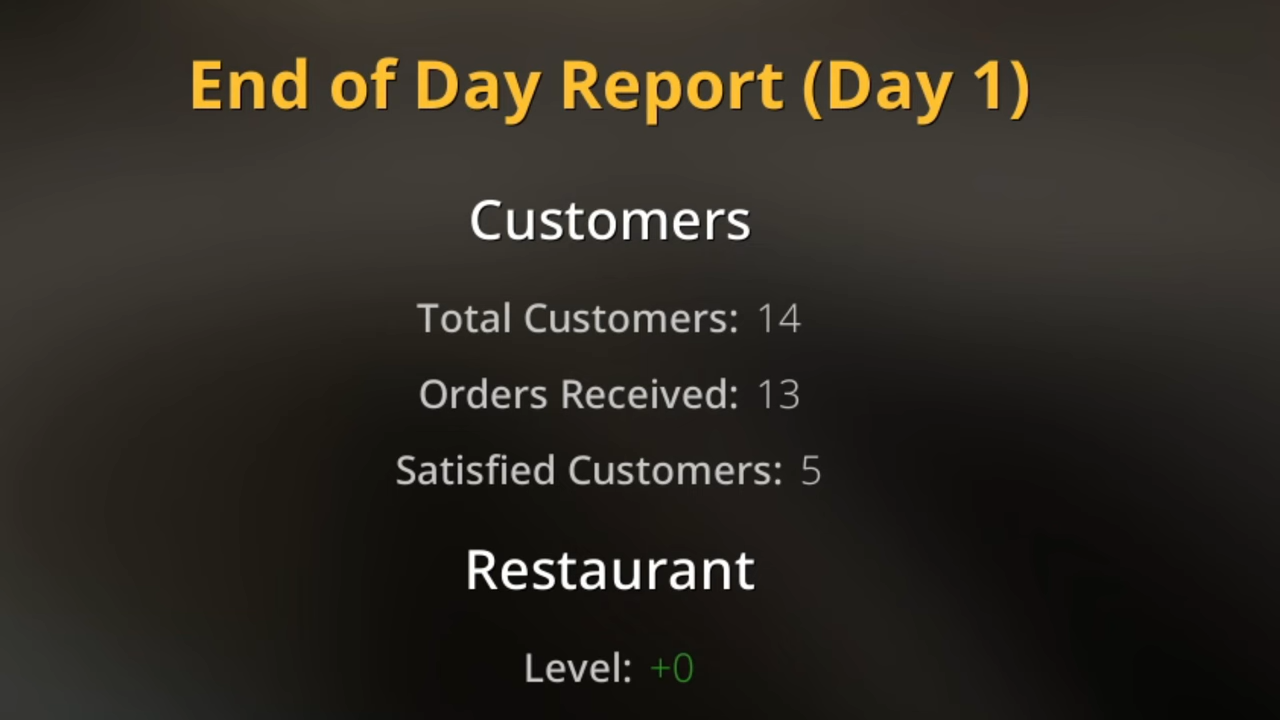 End of Day Report (Day 1)
Customers
Total Customers: 14
Orders Received: 13
Satisfied Customers: 5
Restaurant
Level: +0